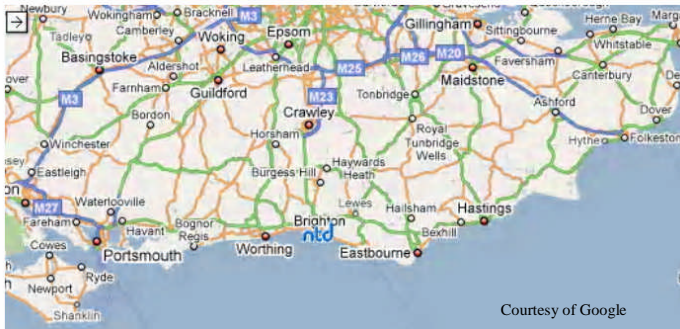 Newbury
Wokingham
Bracknell
M3
Tadley
Camberley
Woking
Epsom
Gillingham
Sittingbourne
Herne Bay
Whitstable
Basingstoke
Aldershot
Leatherhead
M25
M26
M20
Faversham
Canterbury
M3
Farnham
Guildford
M23
Maidstone
Bordon
Crawley
Tonbridge
Ashford
Dover
Winchester
Horsham
Royal
Tunbridge
Wells
Hythe
Folkeston
Eastleigh
Burgess Hill
Haywards
Heath
M27
Waterlooville
Lewes
Hailsham
Hastings
Fareham
Havant
Bognor
Regis
Worthing
Brighton
ntd
Bexhill
Eastbourne
Cowes
Portsmouth
Ryde
Newport
Shanklin
Courtesy of Google